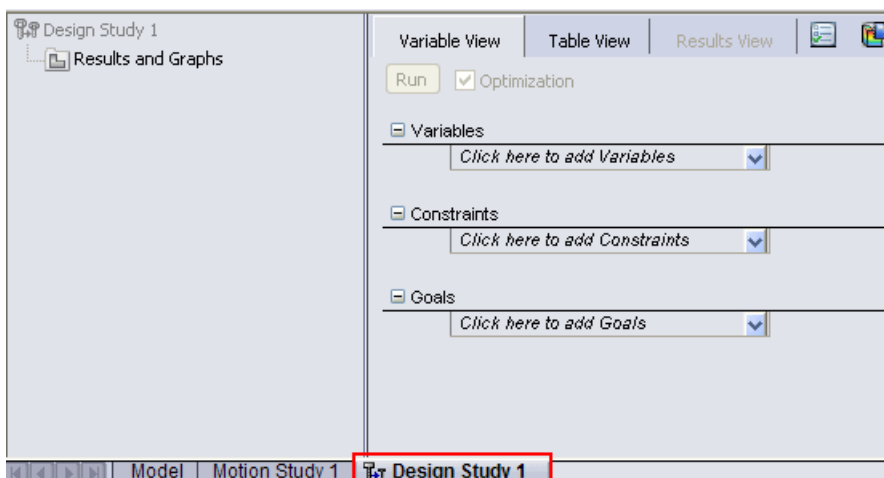 Design Study 1
Results and Graphs
Variable View Table View Results View
Run Optimization
Variables
Click here to add Variables
Constraints
Click here to add Constraints
Goals
Click here to add Goals
Model Motion Study 1 Design Study 1